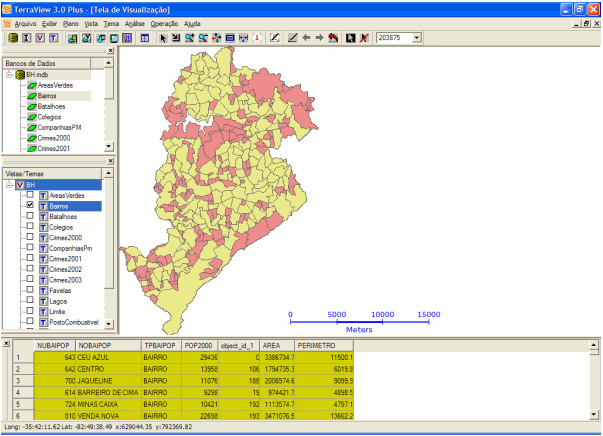 TerraView 3.0 Plus - [Tela de Visualização]
Arquivo Exibir Plano Vista Tema Análise Operação Ajuda
203875
Bancos de Dados
BH.mdb
AreasVerdes
Bairros
Batalhoes
Colegios
CompanhiasPM
Crimes2000
Crimes2001
Vistas/Temas
BH
AreasVerdes
Bairros
Batalhoes
Colegios
Crimes2000
CompanhiasPm
Crimes2001
Crimes2002
Crimes2003
Favelas
Lagoa
Limite
PostoCombustivel
0 5000 10000 15000
Meters
NUBAIPOP NOBAIPOP TPBAIPOP POP2000 object_id_1 AREA PERIMETRO
1 643 CEU AZUL BAIRRO 29436 0 3386734.7 11500.1
2 642 CENTRO BAIRRO 13958 106 1794735.3 6019.8
3 700 JAQUELINE BAIRRO 11076 188 2006974.6 9099.9
4 614 BARREIRO DE CIMA BAIRRO 9298 19 974421.7 4898.5
5 724 MINAS CAIXA BAIRRO 10421 192 1113574.7 4797.1
6 810 VENDA NOVA BAIRRO 22698 193 3471076.5 13662.2
Long: -35:42:11.62 Lat: -82:49:38.49 x:629044.35 y:792369.82